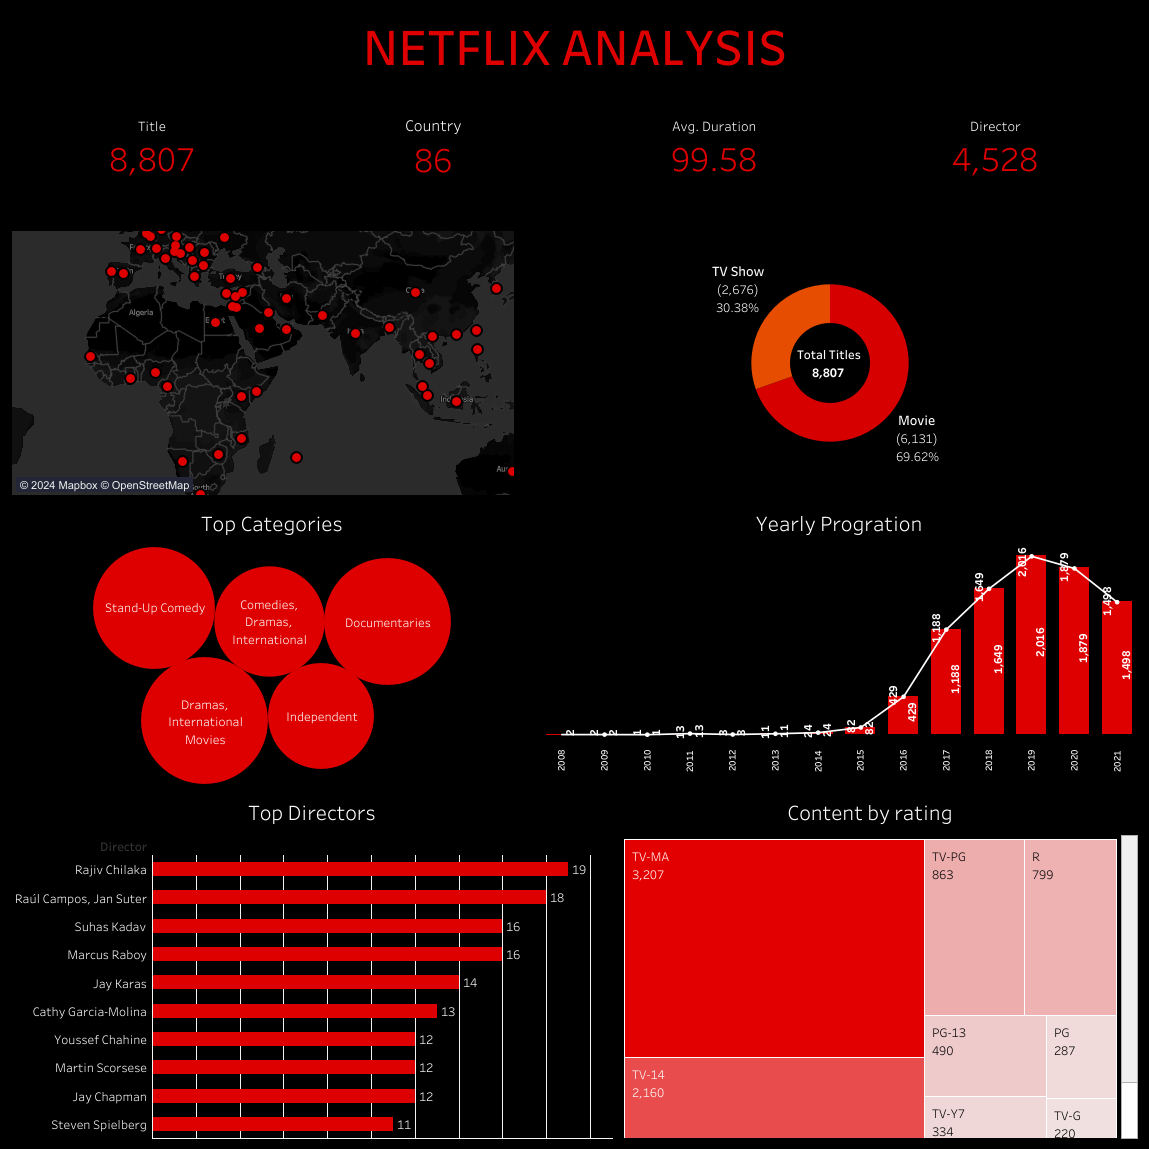 NETFLIX ANALYSIS
Title
8,807
Country
86
Avg. Duration
99.58
Director
4,528
Algeria
© 2024 Mapbox © OpenStreetMap
TV Show
(2,676)
30.38%
Total Titles
8,807
Movie
(6,131)
69.62%
Top Categories
Stand-Up Comedy
Comedies,
Dramas,
International
Documentaries
Dramas,
International
Movies
Independent
Yearly Progration
2 2 2 1 1 13 13 3 3 11 11 24 24 82 82 429 429 1,188 1,188 1,649 1,649 2,016 2,016 1,879 1,879 1,498 1,498
2008 2009 2010 2011 2012 2013 2014 2015 2016 2017 2018 2019 2020 2021
Top Directors
Director
Rajiv Chilaka 19
Raúl Campos, Jan Suter 18
Suhas Kadav 16
Marcus Raboy 16
Jay Karas 14
Cathy Garcia-Molina 13
Youssef Chahine 12
Martin Scorsese 12
Jay Chapman 12
Steven Spielberg 11
Content by rating
TV-MA
3,207
TV-14
2,160
TV-PG
863
R
799
PG-13
490
PG
287
TV-Y7
334
TV-G
220